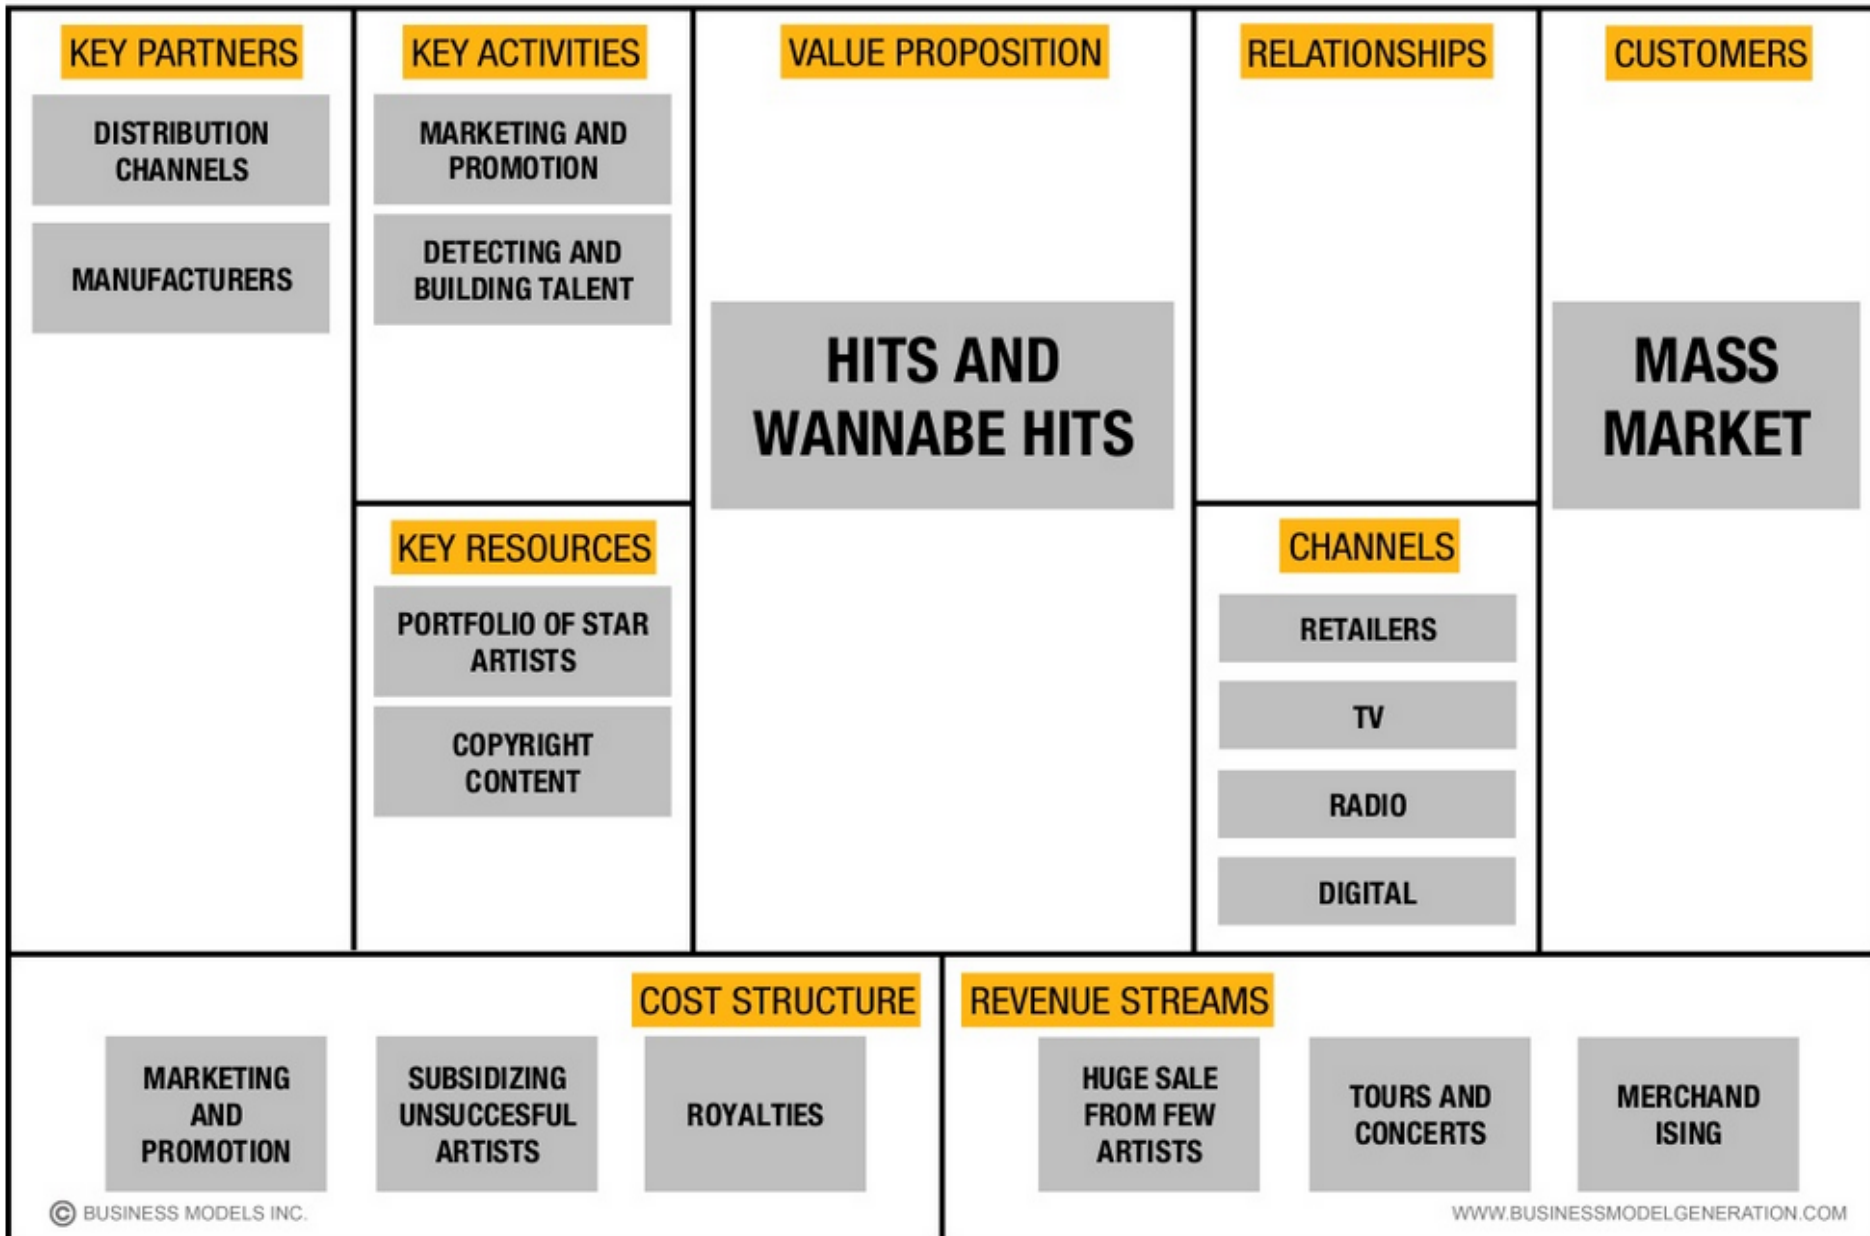 KEY PARTNERS
DISTRIBUTION
CHANNELS
MANUFACTURERS
KEY ACTIVITIES
MARKETING AND
PROMOTION
DETECTING AND
BUILDING TALENT
KEY RESOURCES
PORTFOLIO OF STAR
ARTISTS
COPYRIGHT
CONTENT
VALUE PROPOSITION
HITS AND
WANNABE HITS
RELATIONSHIPS
CHANNELS
RETAILERS
TV
RADIO
DIGITAL
CUSTOMERS
MASS
MARKET
COST STRUCTURE
MARKETING
AND
PROMOTION
SUBSIDIZING
UNSUCCESFUL
ARTISTS
ROYALTIES
REVENUE STREAMS
HUGE SALE
FROM FEW
ARTISTS
TOURS AND
CONCERTS
MERCHAND
ISING
© BUSINESS MODELS INC.
WWW.BUSINESSMODELGENERATION.COM